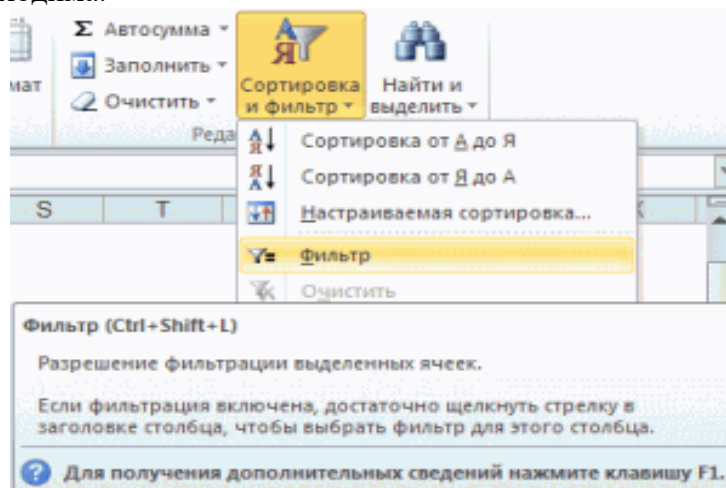 Σ Автосумма
Заполнить
Очистить
Сортировка и фильтр
Найти и выделить
Реда
Сортировка от А до Я
Сортировка от Я до А
Настраиваемая сортировка...
S T
Фильтр
Очистить
Фильтр (Ctrl+Shift+L)
Разрешение фильтрации выделенных ячеек.
Если фильтрация включена, достаточно щелкнуть стрелку в
заголовке столбца, чтобы выбрать фильтр для этого столбца.
Для получения дополнительных сведений нажмите клавишу F1.